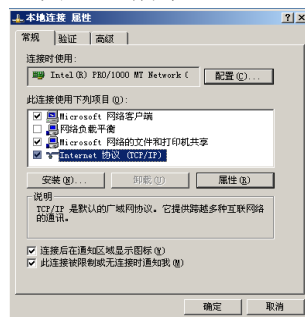 本地连接 属性
常规 验证 高级
连接时使用:
Intel(R) PRO/1000 MT Network C 配置(C)...
此连接使用下列项目(O):
Microsoft 网络客户端
网络负载平衡
Microsoft 网络的文件和打印机共享
Internet 协议 (TCP/IP)
安装(N)... 卸载(U) 属性(R)
说明
TCP/IP 是默认的广域网协议。它提供跨越多种互联网络
的通讯。
连接后在通知区域显示图标(W)
此连接被限制或无连接时通知我(M)
确定 取消